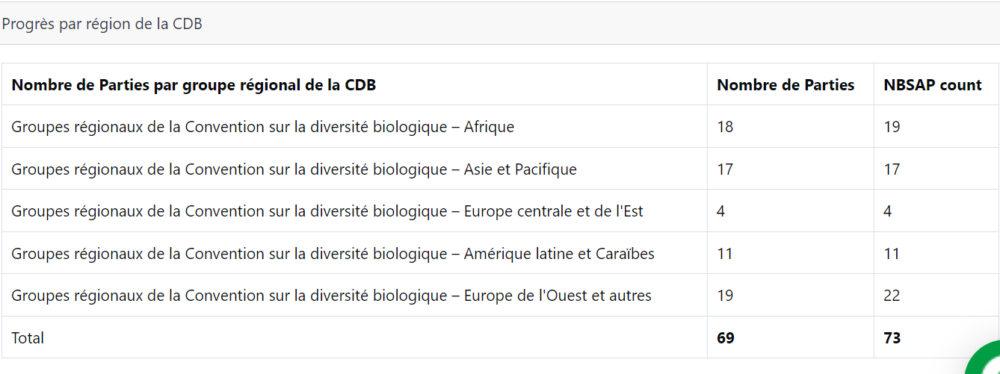 Progrès par région de la CDB
Nombre de Parties par groupe régional de la CDB Nombre de Parties NBSAP count
Groupes régionaux de la Convention sur la diversité biologique – Afrique 18 19
Groupes régionaux de la Convention sur la diversité biologique – Asie et Pacifique 17 17
Groupes régionaux de la Convention sur la diversité biologique – Europe centrale et de l'Est 4 4
Groupes régionaux de la Convention sur la diversité biologique – Amérique latine et Caraïbes 11 11
Groupes régionaux de la Convention sur la diversité biologique – Europe de l'Ouest et autres 19 22
Total 69 73